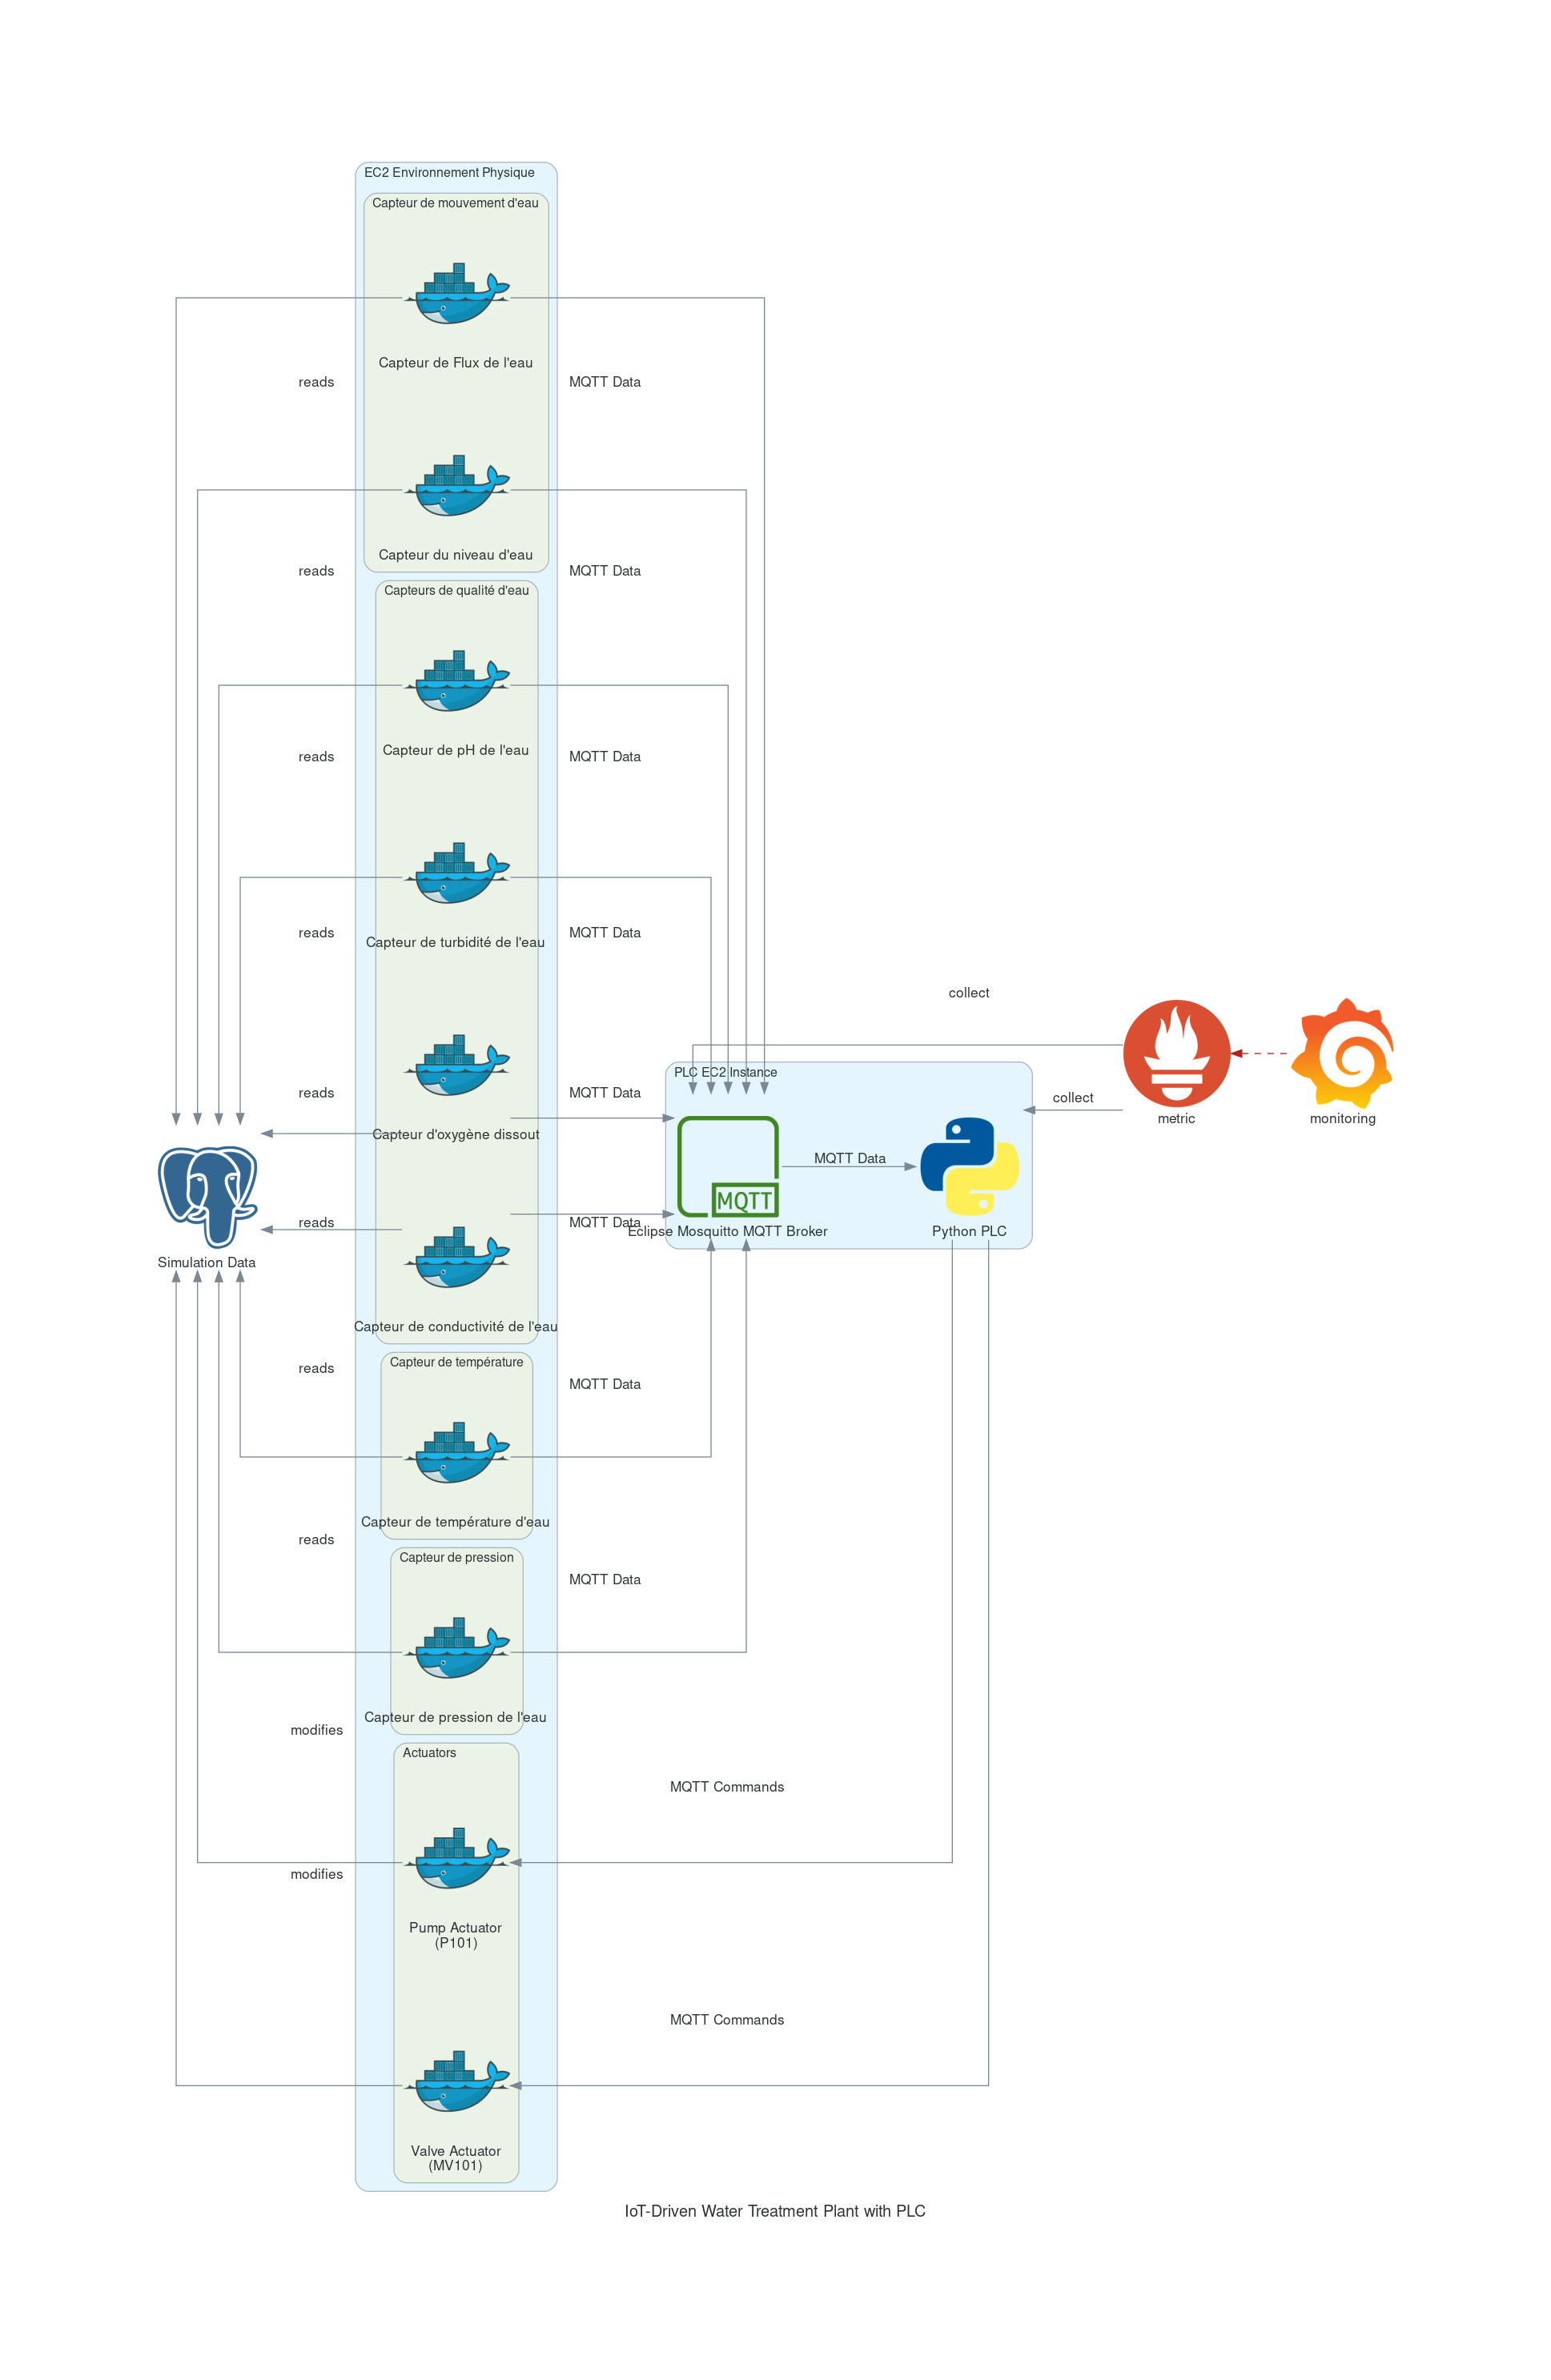 EC2 Environnement Physique
Capteur de mouvement d'eau
Capteur de Flux de l'eau
reads
MQTT Data
Capteur du niveau d'eau
reads
MQTT Data
Capteurs de qualité d'eau
Capteur de pH de l'eau
reads
MQTT Data
Capteur de turbidité de l'eau
reads
MQTT Data
collect
PLC EC2 Instance
reads
MQTT Data
collect
metric
monitoring
Capteur d'oxygène dissout
MQTT Data
MQTT
reads
MQTT Data
Eclipse Mosquitto MQTT Broker
Python PLC
Simulation Data
Capteur de conductivité de l'eau
Capteur de température
reads
MQTT Data
Capteur de température d'eau
reads
Capteur de pression
MQTT Data
Capteur de pression de l'eau
modifies
Actuators
MQTT Commands
modifies
Pump Actuator
(P101)
MQTT Commands
Valve Actuator
(MV101)
IoT-Driven Water Treatment Plant with PLC